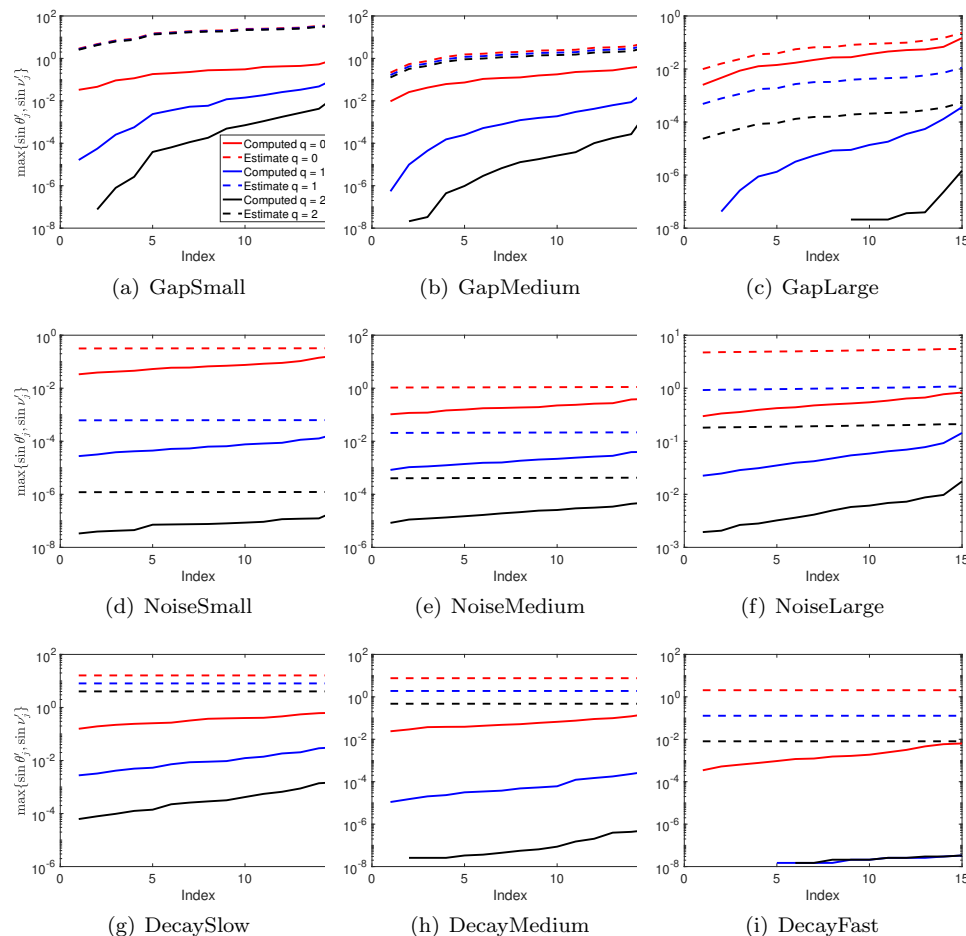 max{sin θ′_j, sin ν′_j}
10^2
10^0
10^-2
10^-4
10^-6
10^-8
0 5 10
Index
Computed q = 0
Estimate q = 0
Computed q = 1
Estimate q = 1
Computed q = 2
Estimate q = 2
(a) GapSmall
10^2
10^0
10^-2
10^-4
10^-6
10^-8
0 5 10
Index
(b) GapMedium
10^0
10^-2
10^-4
10^-6
10^-8
0 5 10 15
Index
(c) GapLarge
max{sin θ′_j, sin ν′_j}
10^0
10^-2
10^-4
10^-6
10^-8
0 5 10
Index
(d) NoiseSmall
10^2
10^0
10^-2
10^-4
10^-6
0 5 10
Index
(e) NoiseMedium
10^1
10^0
10^-1
10^-2
10^-3
0 5 10 15
Index
(f) NoiseLarge
max{sin θ′_j, sin ν′_j}
10^2
10^0
10^-2
10^-4
10^-6
0 5 10
Index
(g) DecaySlow
10^2
10^0
10^-2
10^-4
10^-6
10^-8
0 5 10
Index
(h) DecayMedium
10^2
10^0
10^-2
10^-4
10^-6
10^-8
0 5 10 15
Index
(i) DecayFast